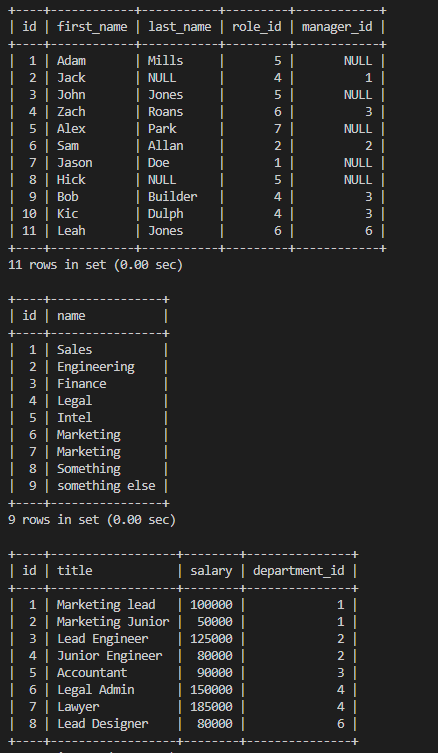 +----+------------+-----------+---------+------------+
| id | first_name | last_name | role_id | manager_id |
+----+------------+-----------+---------+------------+
|  1 | Adam       | Mills     |       5 |       NULL |
|  2 | Jack       | NULL      |       4 |          1 |
|  3 | John       | Jones     |       5 |       NULL |
|  4 | Zach       | Roans     |       6 |          3 |
|  5 | Alex       | Park      |       7 |       NULL |
|  6 | Sam        | Allan     |       2 |          2 |
|  7 | Jason      | Doe       |       1 |       NULL |
|  8 | Hick       | NULL      |       5 |       NULL |
|  9 | Bob        | Builder   |       4 |          3 |
| 10 | Kic        | Dulph     |       4 |          3 |
| 11 | Leah       | Jones     |       6 |          6 |
+----+------------+-----------+---------+------------+
11 rows in set (0.00 sec)

+----+----------------+
| id | name           |
+----+----------------+
|  1 | Sales          |
|  2 | Engineering    |
|  3 | Finance        |
|  4 | Legal          |
|  5 | Intel          |
|  6 | Marketing      |
|  7 | Marketing      |
|  8 | Something      |
|  9 | something else |
+----+----------------+
9 rows in set (0.00 sec)

+----+------------------+--------+---------------+
| id | title            | salary | department_id |
+----+------------------+--------+---------------+
|  1 | Marketing lead   | 100000 |             1 |
|  2 | Marketing Junior |  50000 |             1 |
|  3 | Lead Engineer    | 125000 |             2 |
|  4 | Junior Engineer  |  80000 |             2 |
|  5 | Accountant       |  90000 |             3 |
|  6 | Legal Admin      | 150000 |             4 |
|  7 | Lawyer           | 185000 |             4 |
|  8 | Lead Designer    |  80000 |             6 |
+----+------------------+--------+---------------+